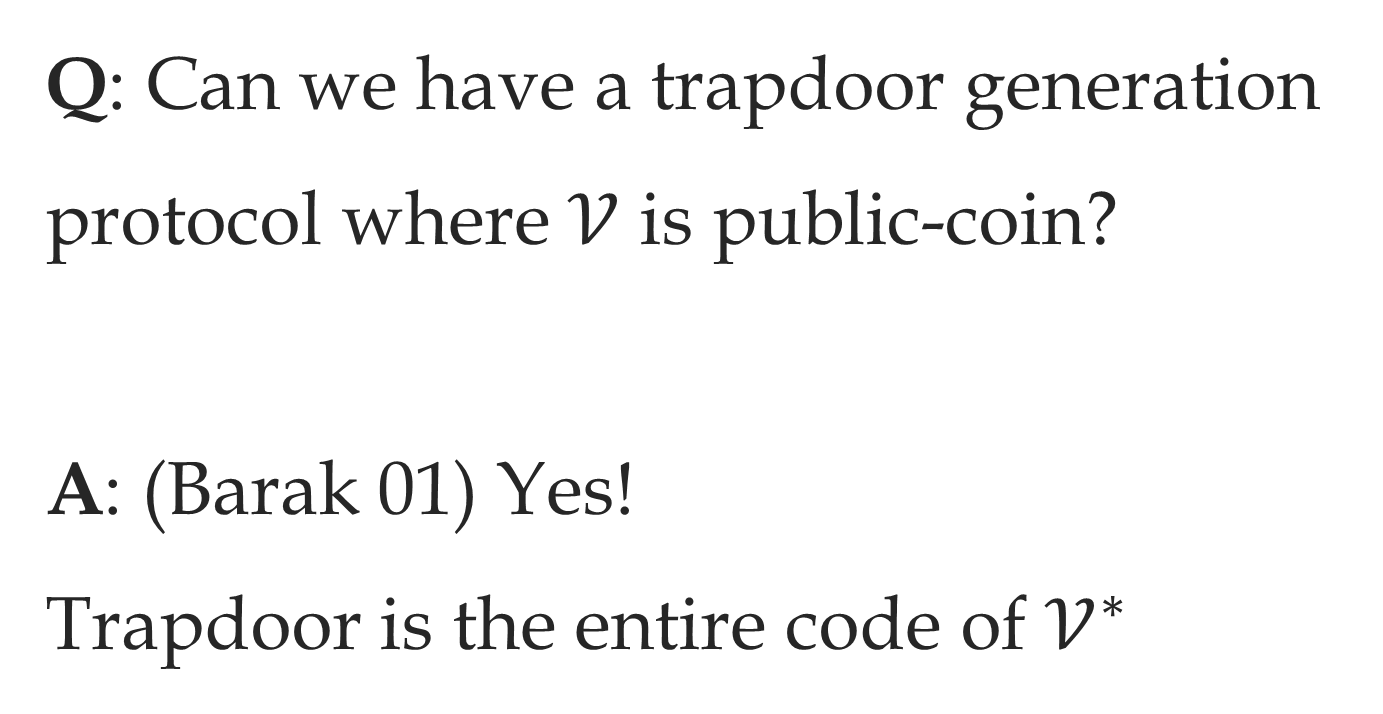 Q: Can we have a trapdoor generation
protocol where 𝒱 is public-coin?
A: (Barak 01) Yes!
Trapdoor is the entire code of 𝒱*